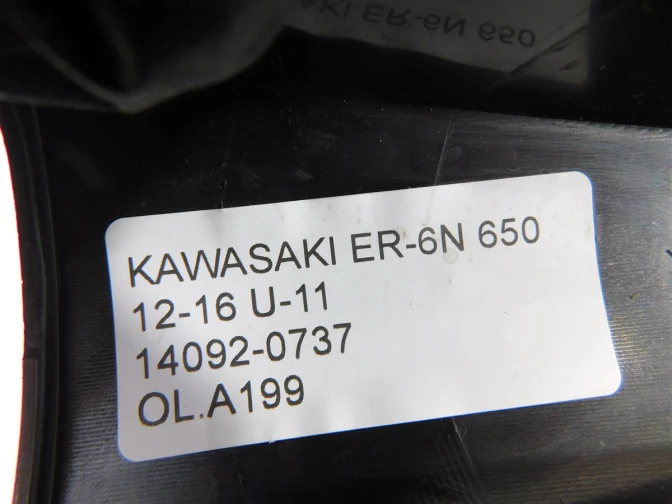 KAWASAKI ER-6N 650
12-16 U-11
14092-0737
OL.A199